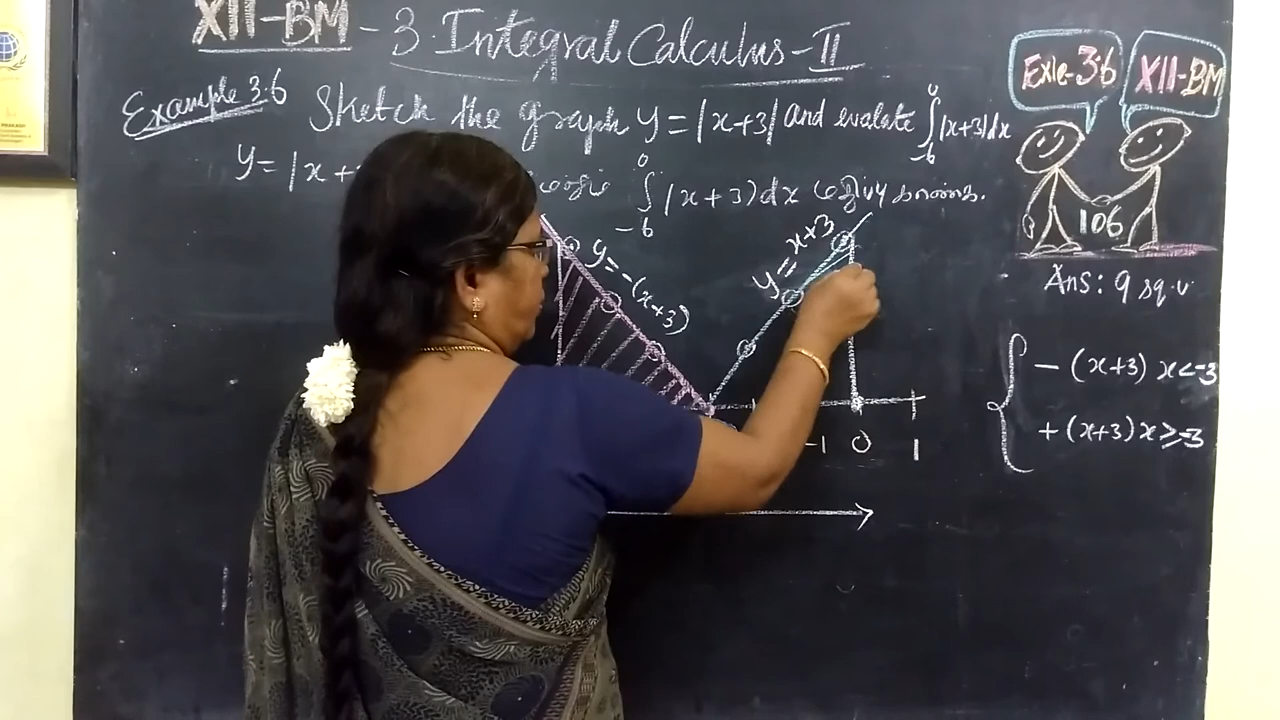 XII-BM - 3. Integral Calculus - II
Example 3.6 Sketch the graph y = |x+3| and evalate ∫₋₆⁰ |x+3| dx
y = |x+ ∫₋₆⁰ (x+3) dx
y = -(x+3)
y = x+3
-1 0 1
Exle-3.6
XII-BM
106
Ans: 9 sq.u
- (x+3) x<-3
+ (x+3) x≥-3